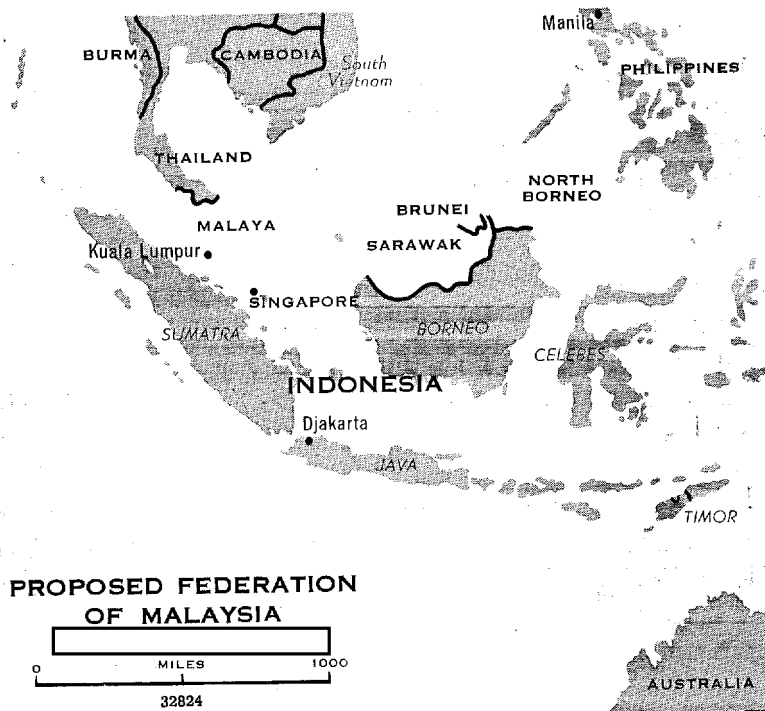 Manila
BURMA
CAMBODIA
South
Vietnam
PHILIPPINES
THAILAND
NORTH
BORNEO
BRUNEI
MALAYA
SARAWAK
Kuala Lumpur
SINGAPORE
SUMATRA
BORNEO
CELEBES
INDONESIA
Djakarta
JAVA
TIMOR
PROPOSED FEDERATION
OF MALAYSIA
MILES
0 1000
32824
AUSTRALIA